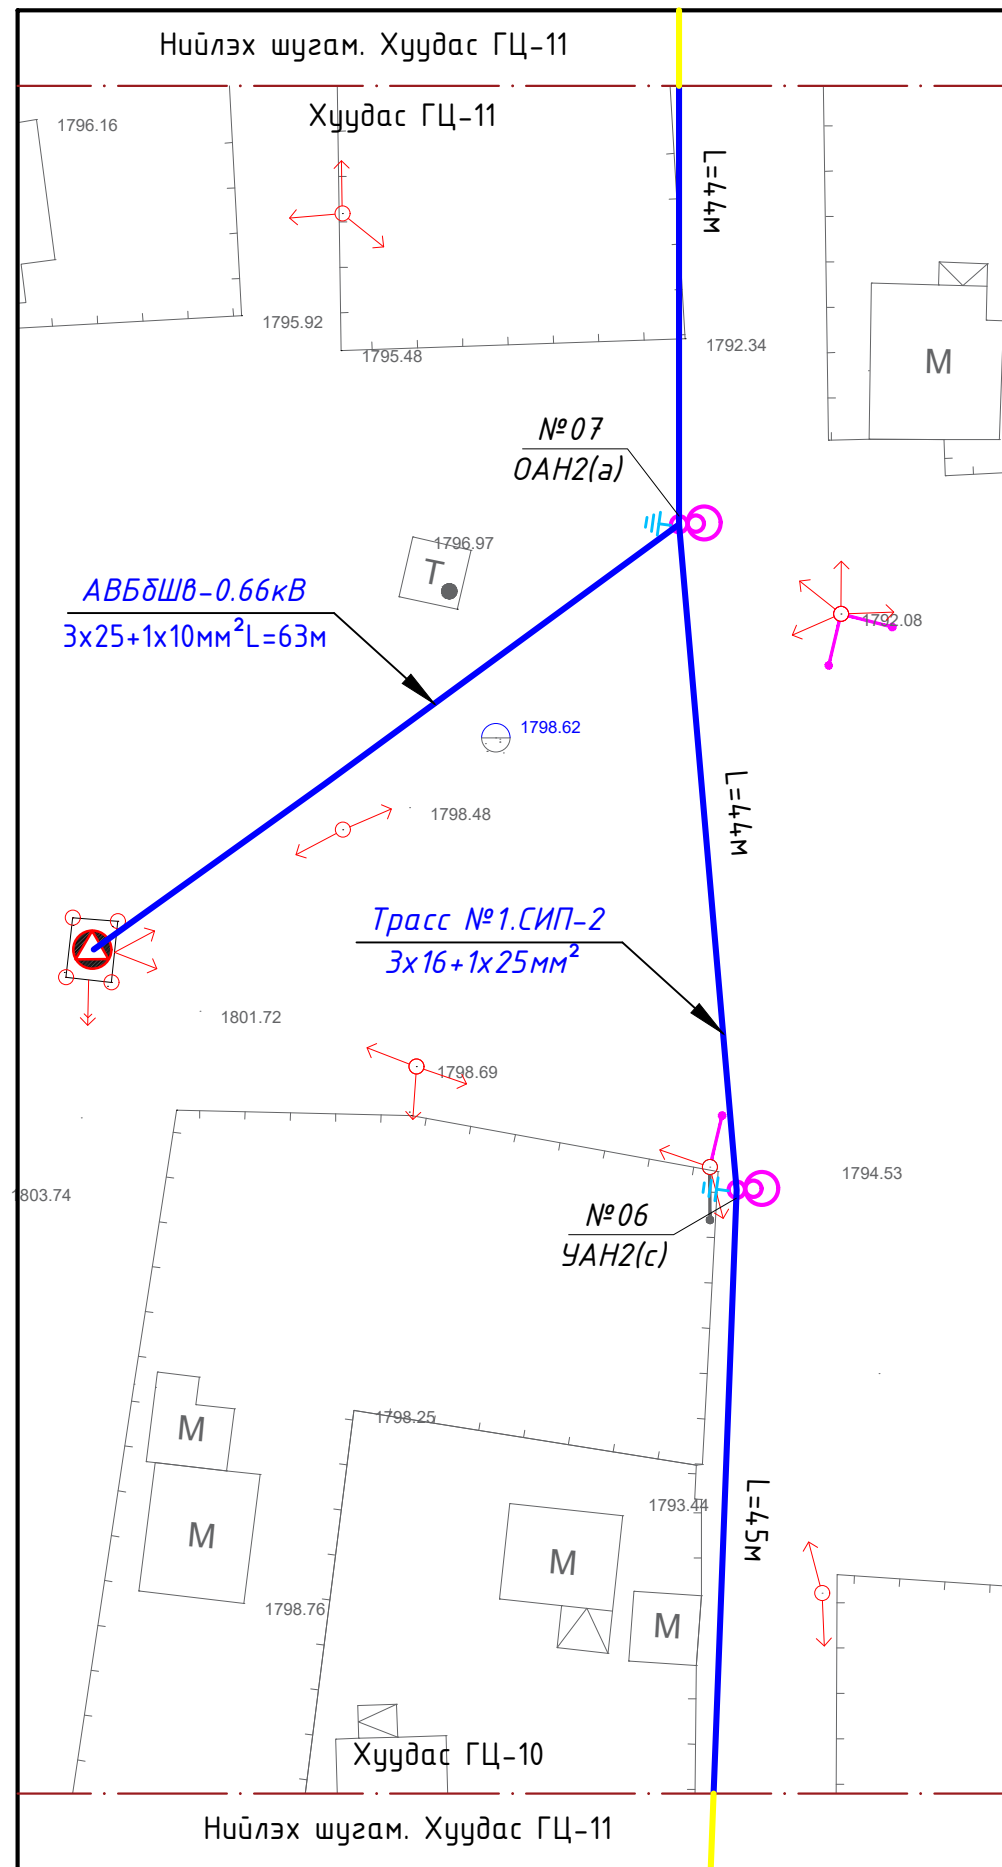 Нийлэх шугам. Хуудас ГЦ-11
Хуудас ГЦ-11
1796.16
L=44м
1795.92
1795.48
1792.34
М
№07
ОАН2(а)
1796.97
Т
АВБбШв-0.66кВ
3х25+1х10мм²L=63м
1792.08
1798.62
L=44м
1798.48
Трасс №1.СИП-2
3х16+1х25мм²
1801.72
1798.69
1794.53
1803.74
№06
УАН2(с)
1798.25
М
L=45м
1793.44
М
М
1798.76
М
Хуудас ГЦ-10
Нийлэх шугам. Хуудас ГЦ-11